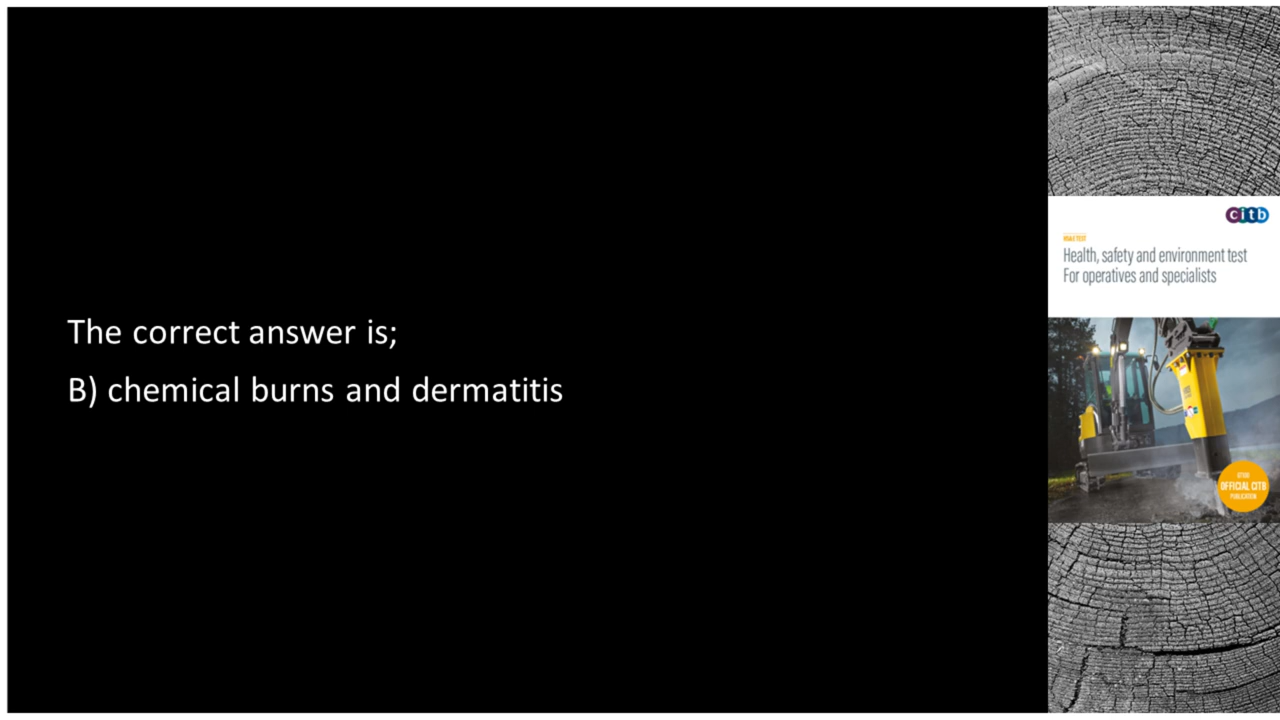 The correct answer is;
B) chemical burns and dermatitis
citb
Health, safety and environment test
For operatives and specialists
OFFICIAL CITB
PUBLICATION